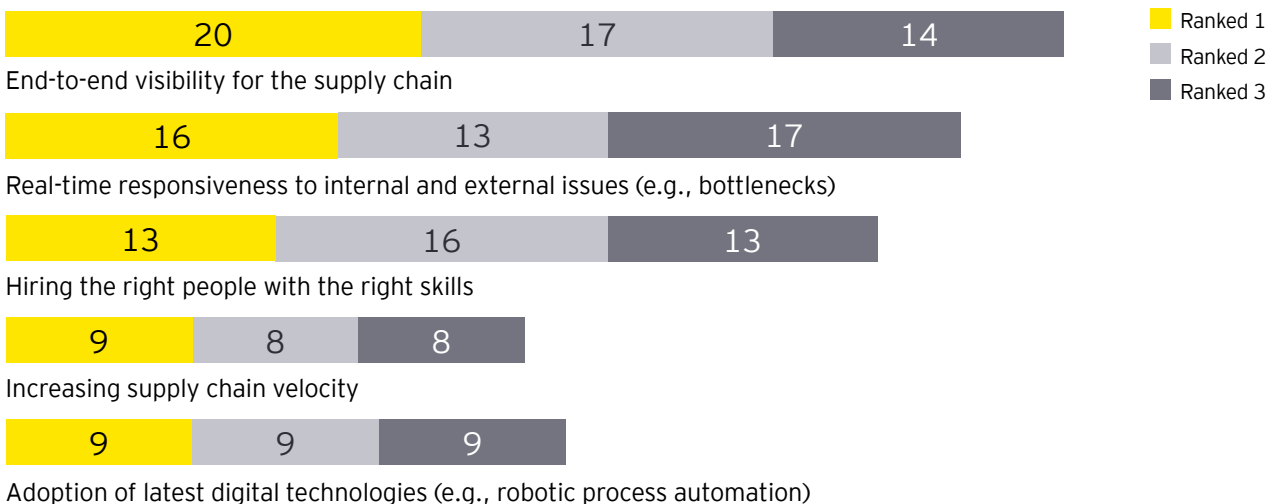 20 17 14
Ranked 1
Ranked 2
Ranked 3
End-to-end visibility for the supply chain
16 13 17
Real-time responsiveness to internal and external issues (e.g., bottlenecks)
13 16 13
Hiring the right people with the right skills
9 8 8
Increasing supply chain velocity
9 9 9
Adoption of latest digital technologies (e.g., robotic process automation)